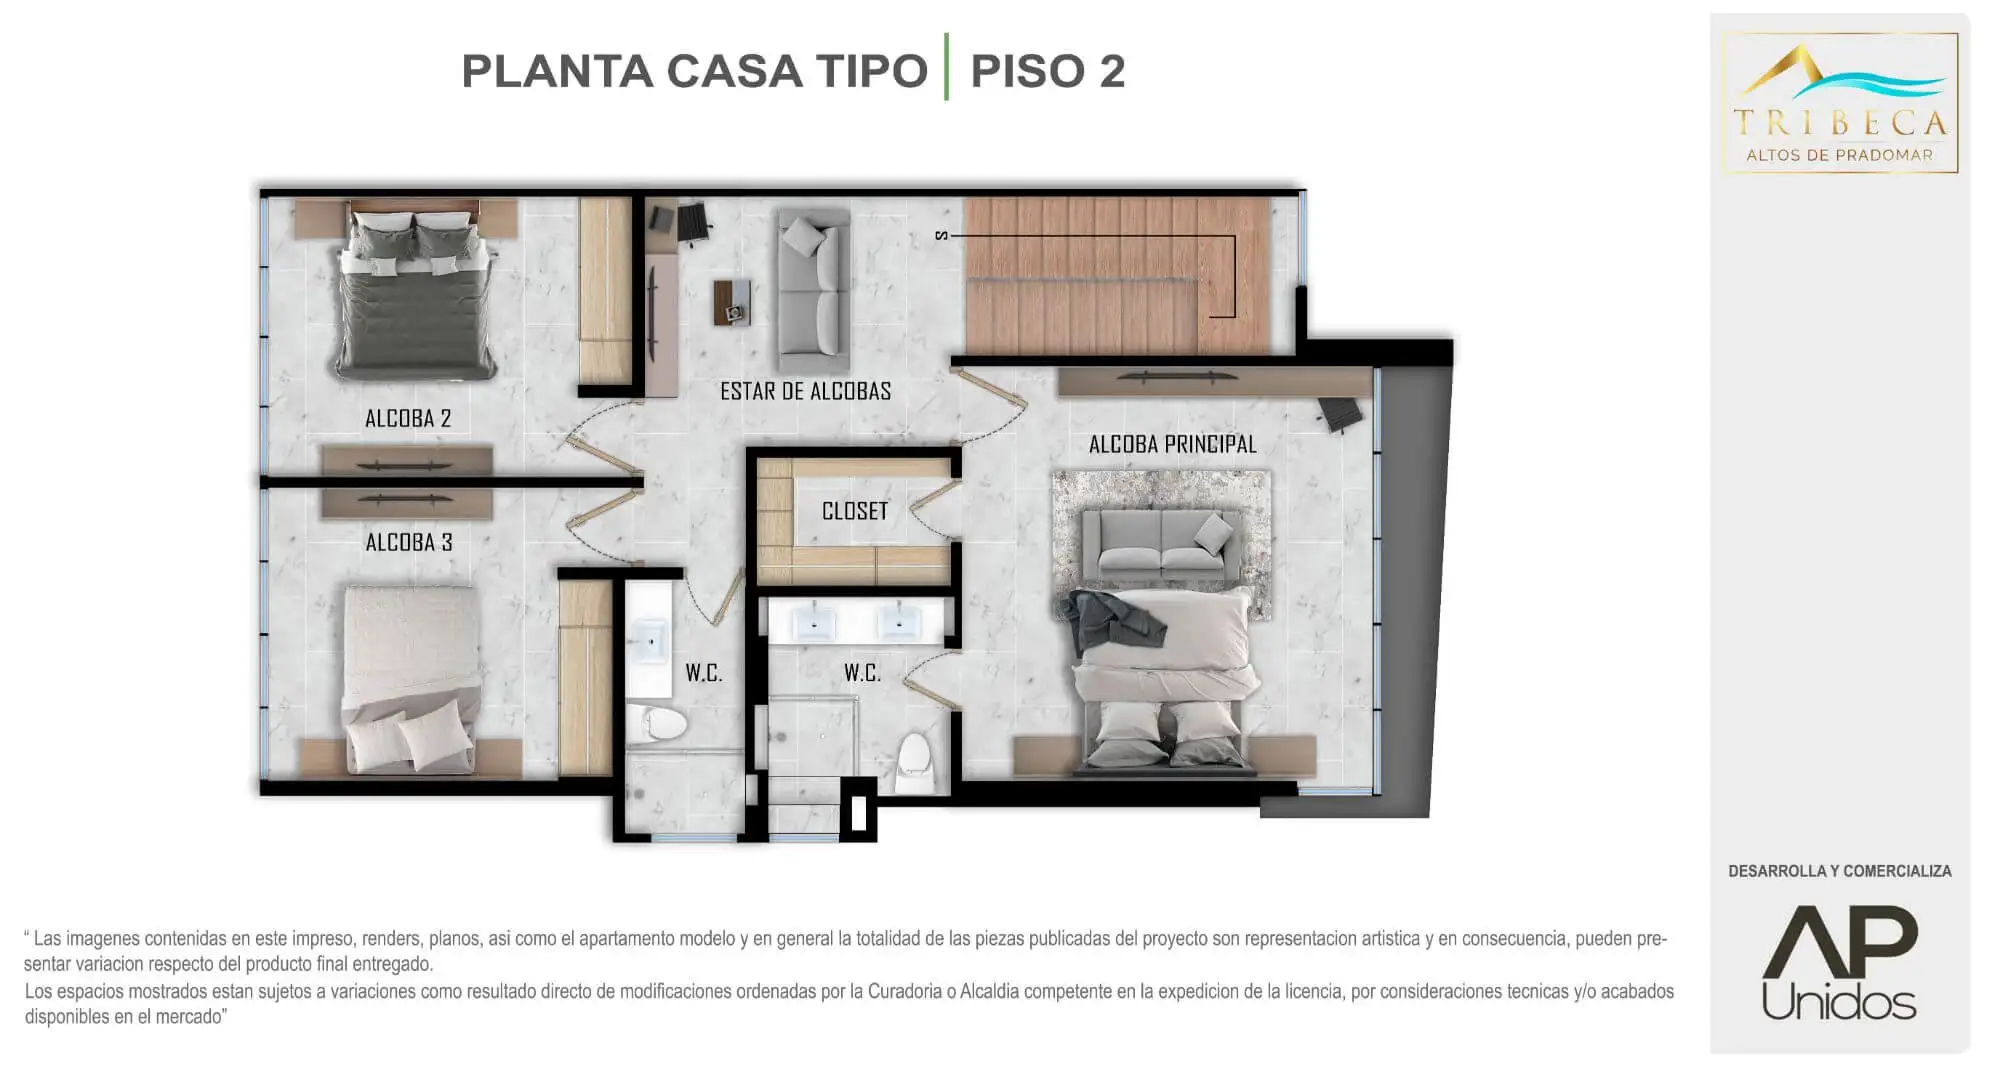 PLANTA CASA TIPO | PISO 2
TRIBECA
ALTOS DE PRADOMAR
S
ESTAR DE ALCOBAS
ALCOBA 2
ALCOBA PRINCIPAL
CLOSET
ALCOBA 3
W.C.
W.C.
DESARROLLA Y COMERCIALIZA
AP
Unidos
“ Las imagenes contenidas en este impreso, renders, planos, asi como el apartamento modelo y en general la totalidad de las piezas publicadas del proyecto son representacion artistica y en consecuencia, pueden pre-
sentar variacion respecto del producto final entregado.
Los espacios mostrados estan sujetos a variaciones como resultado directo de modificaciones ordenadas por la Curadoria o Alcaldia competente en la expedicion de la licencia, por consideraciones tecnicas y/o acabados
disponibles en el mercado”